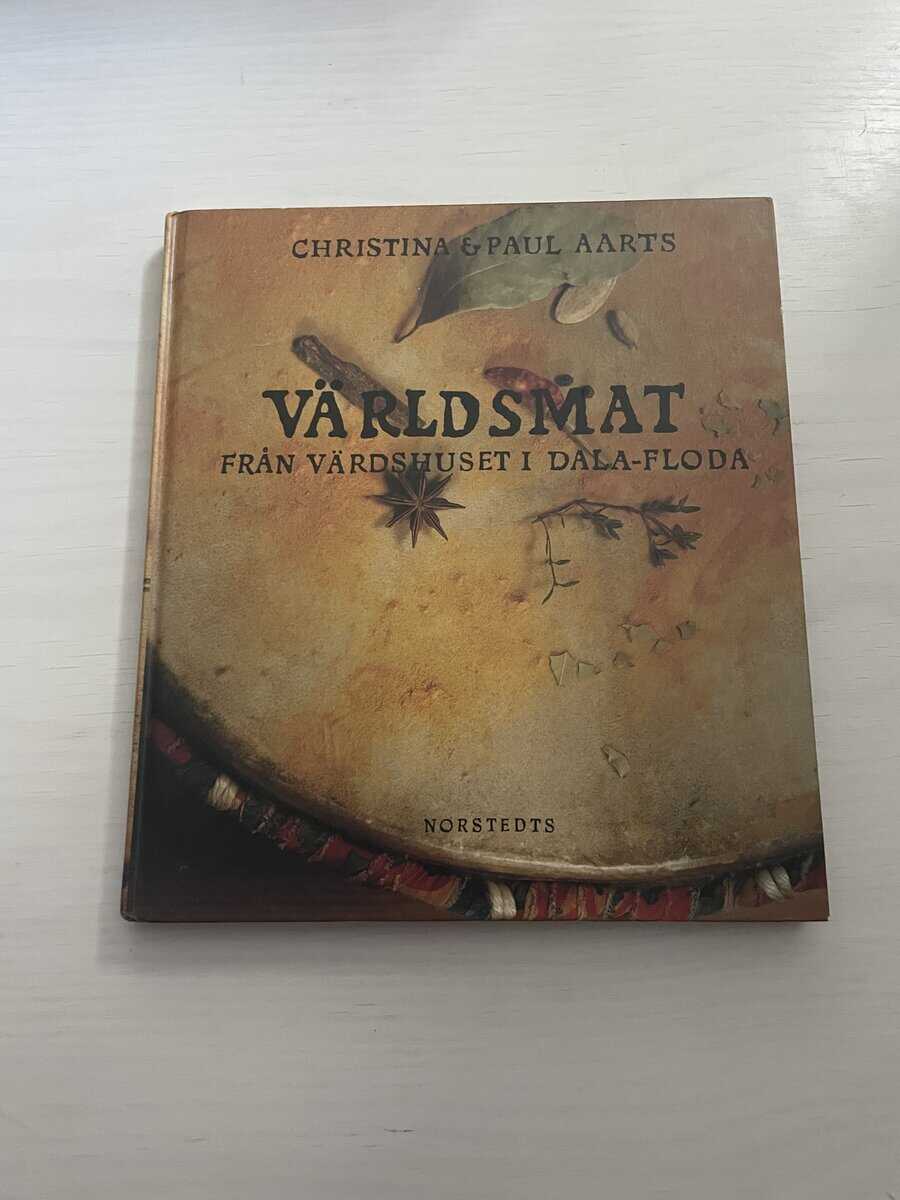 CHRISTINA & PAUL AARTS
VÄRLDSMAT
FRÅN VÄRDSHUSET I DALA-FLODA
NORSTEDTS